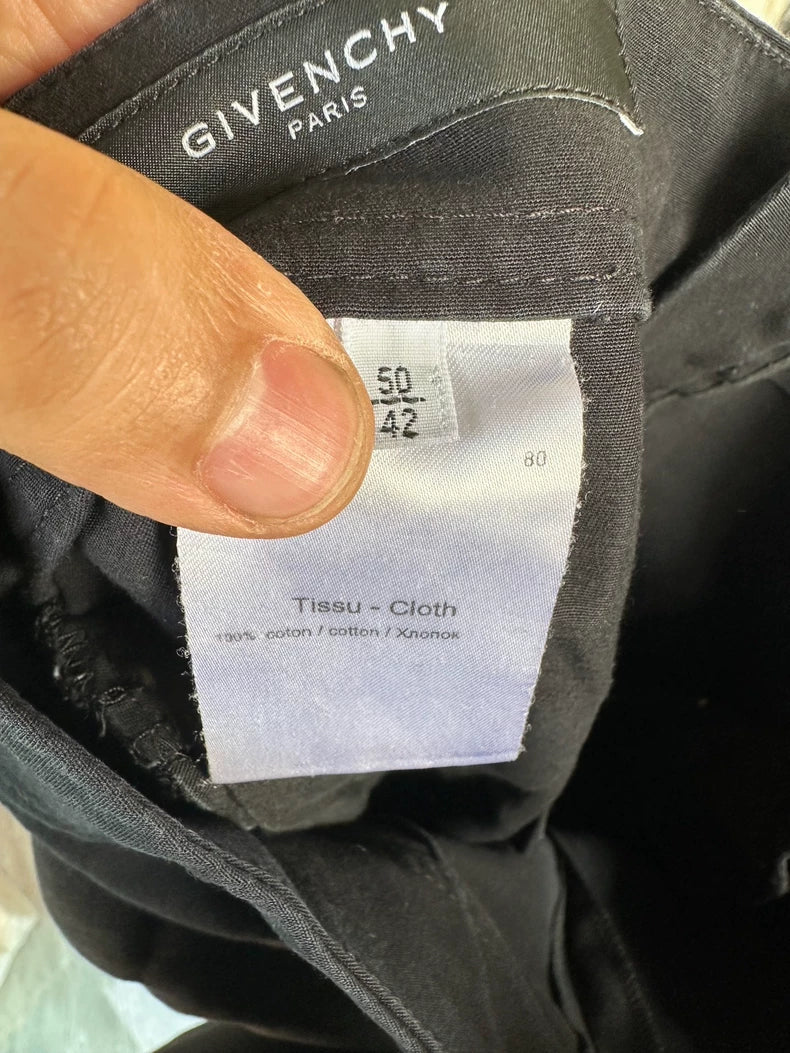 GIVENCHY
PARIS
50
42
80
Tissu - Cloth
100% coton / cotton / Хлопок